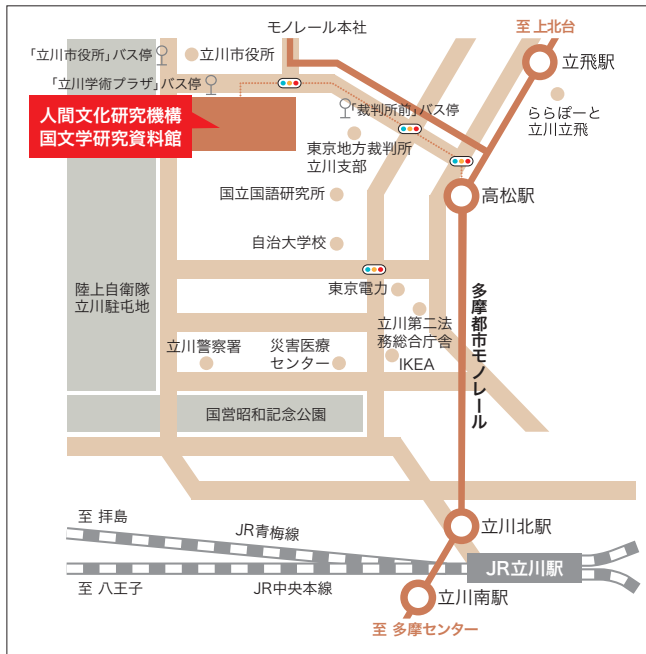 モノレール本社
至 上北台
「立川市役所」バス停
立川市役所
立飛駅
「立川学術プラザ」バス停
ららぽーと
立川立飛
人間文化研究機構
国文学研究資料館
「裁判所前」バス停
東京地方裁判所
立川支部
国立国語研究所
高松駅
自治大学校
陸上自衛隊
立川駐屯地
東京電力
多摩都市モノレール
立川第二法
務総合庁舎
立川警察署
災害医療
センター
IKEA
国営昭和記念公園
至 拝島
JR青梅線
立川北駅
JR立川駅
至 八王子
JR中央本線
立川南駅
至 多摩センター